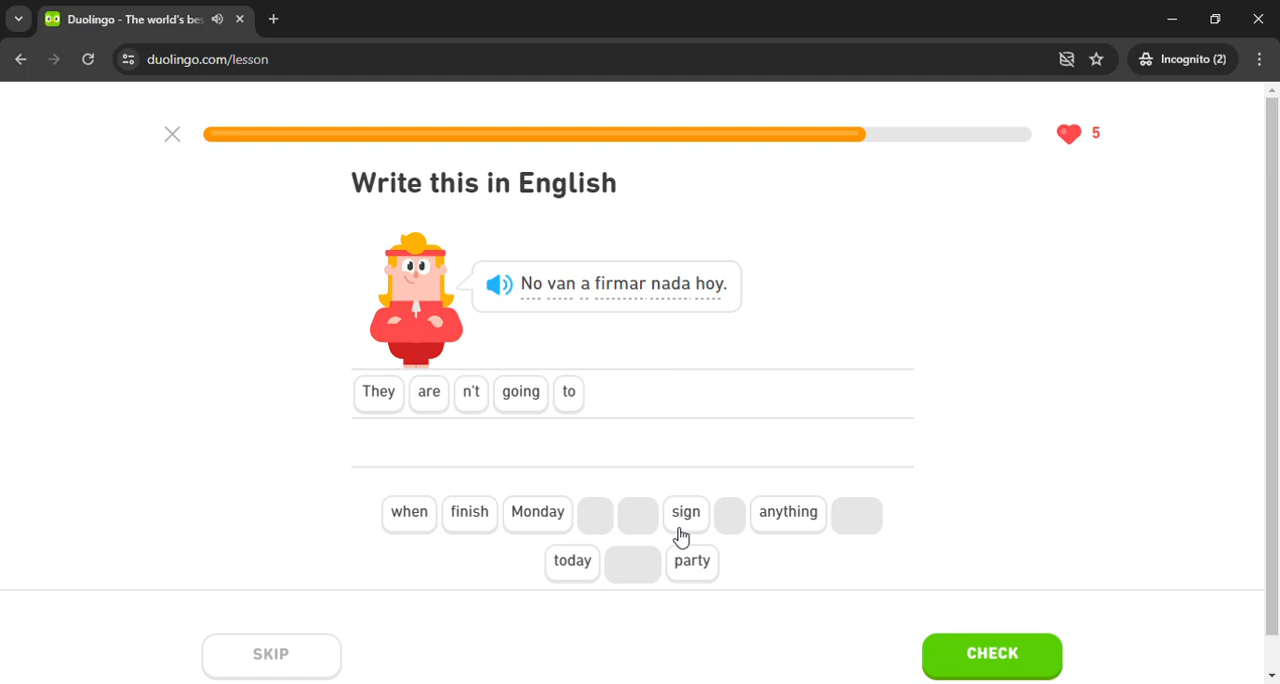 Duolingo - The world's bes
duolingo.com/lesson
Incognito (2)
5
Write this in English
No van a firmar nada hoy.
They are n't going to
when finish Monday sign anything
today party
SKIP
CHECK